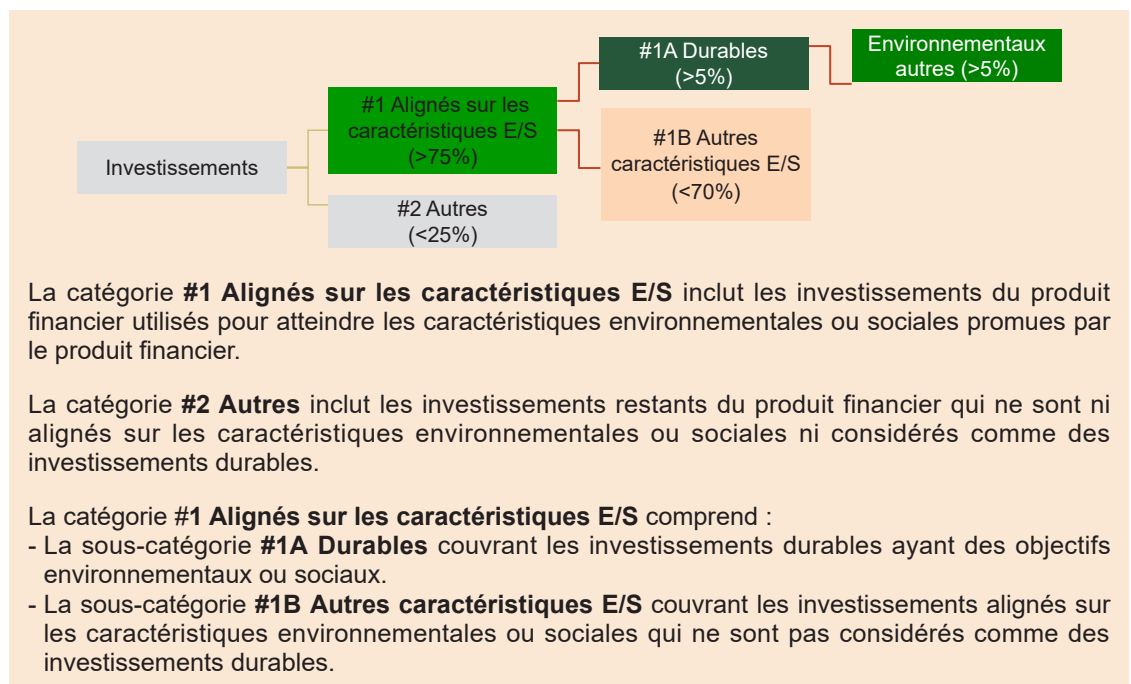 #1A Durables
(>5%)
Environnementaux
autres (>5%)
#1 Alignés sur les
caractéristiques E/S
(>75%)
#1B Autres
caractéristiques E/S
(<70%)
Investissements
#2 Autres
(<25%)
La catégorie #1 Alignés sur les caractéristiques E/S inclut les investissements du produit
financier utilisés pour atteindre les caractéristiques environnementales ou sociales promues par
le produit financier.
La catégorie #2 Autres inclut les investissements restants du produit financier qui ne sont ni
alignés sur les caractéristiques environnementales ou sociales ni considérés comme des
investissements durables.
La catégorie #1 Alignés sur les caractéristiques E/S comprend :
- La sous-catégorie #1A Durables couvrant les investissements durables ayant des objectifs
environnementaux ou sociaux.
- La sous-catégorie #1B Autres caractéristiques E/S couvrant les investissements alignés sur
les caractéristiques environnementales ou sociales qui ne sont pas considérés comme des
investissements durables.